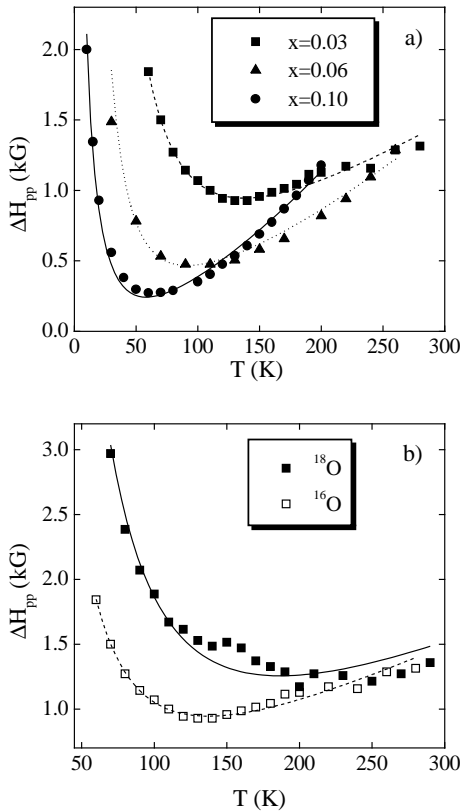 a)
x=0.03
x=0.06
x=0.10
2.0
1.5
1.0
0.5
0.0
ΔH_pp (kG)
0 50 100 150 200 250 300
T (K)
b)
¹⁸O
¹⁶O
3.0
2.5
2.0
1.5
1.0
ΔH_pp (kG)
50 100 150 200 250 300
T (K)